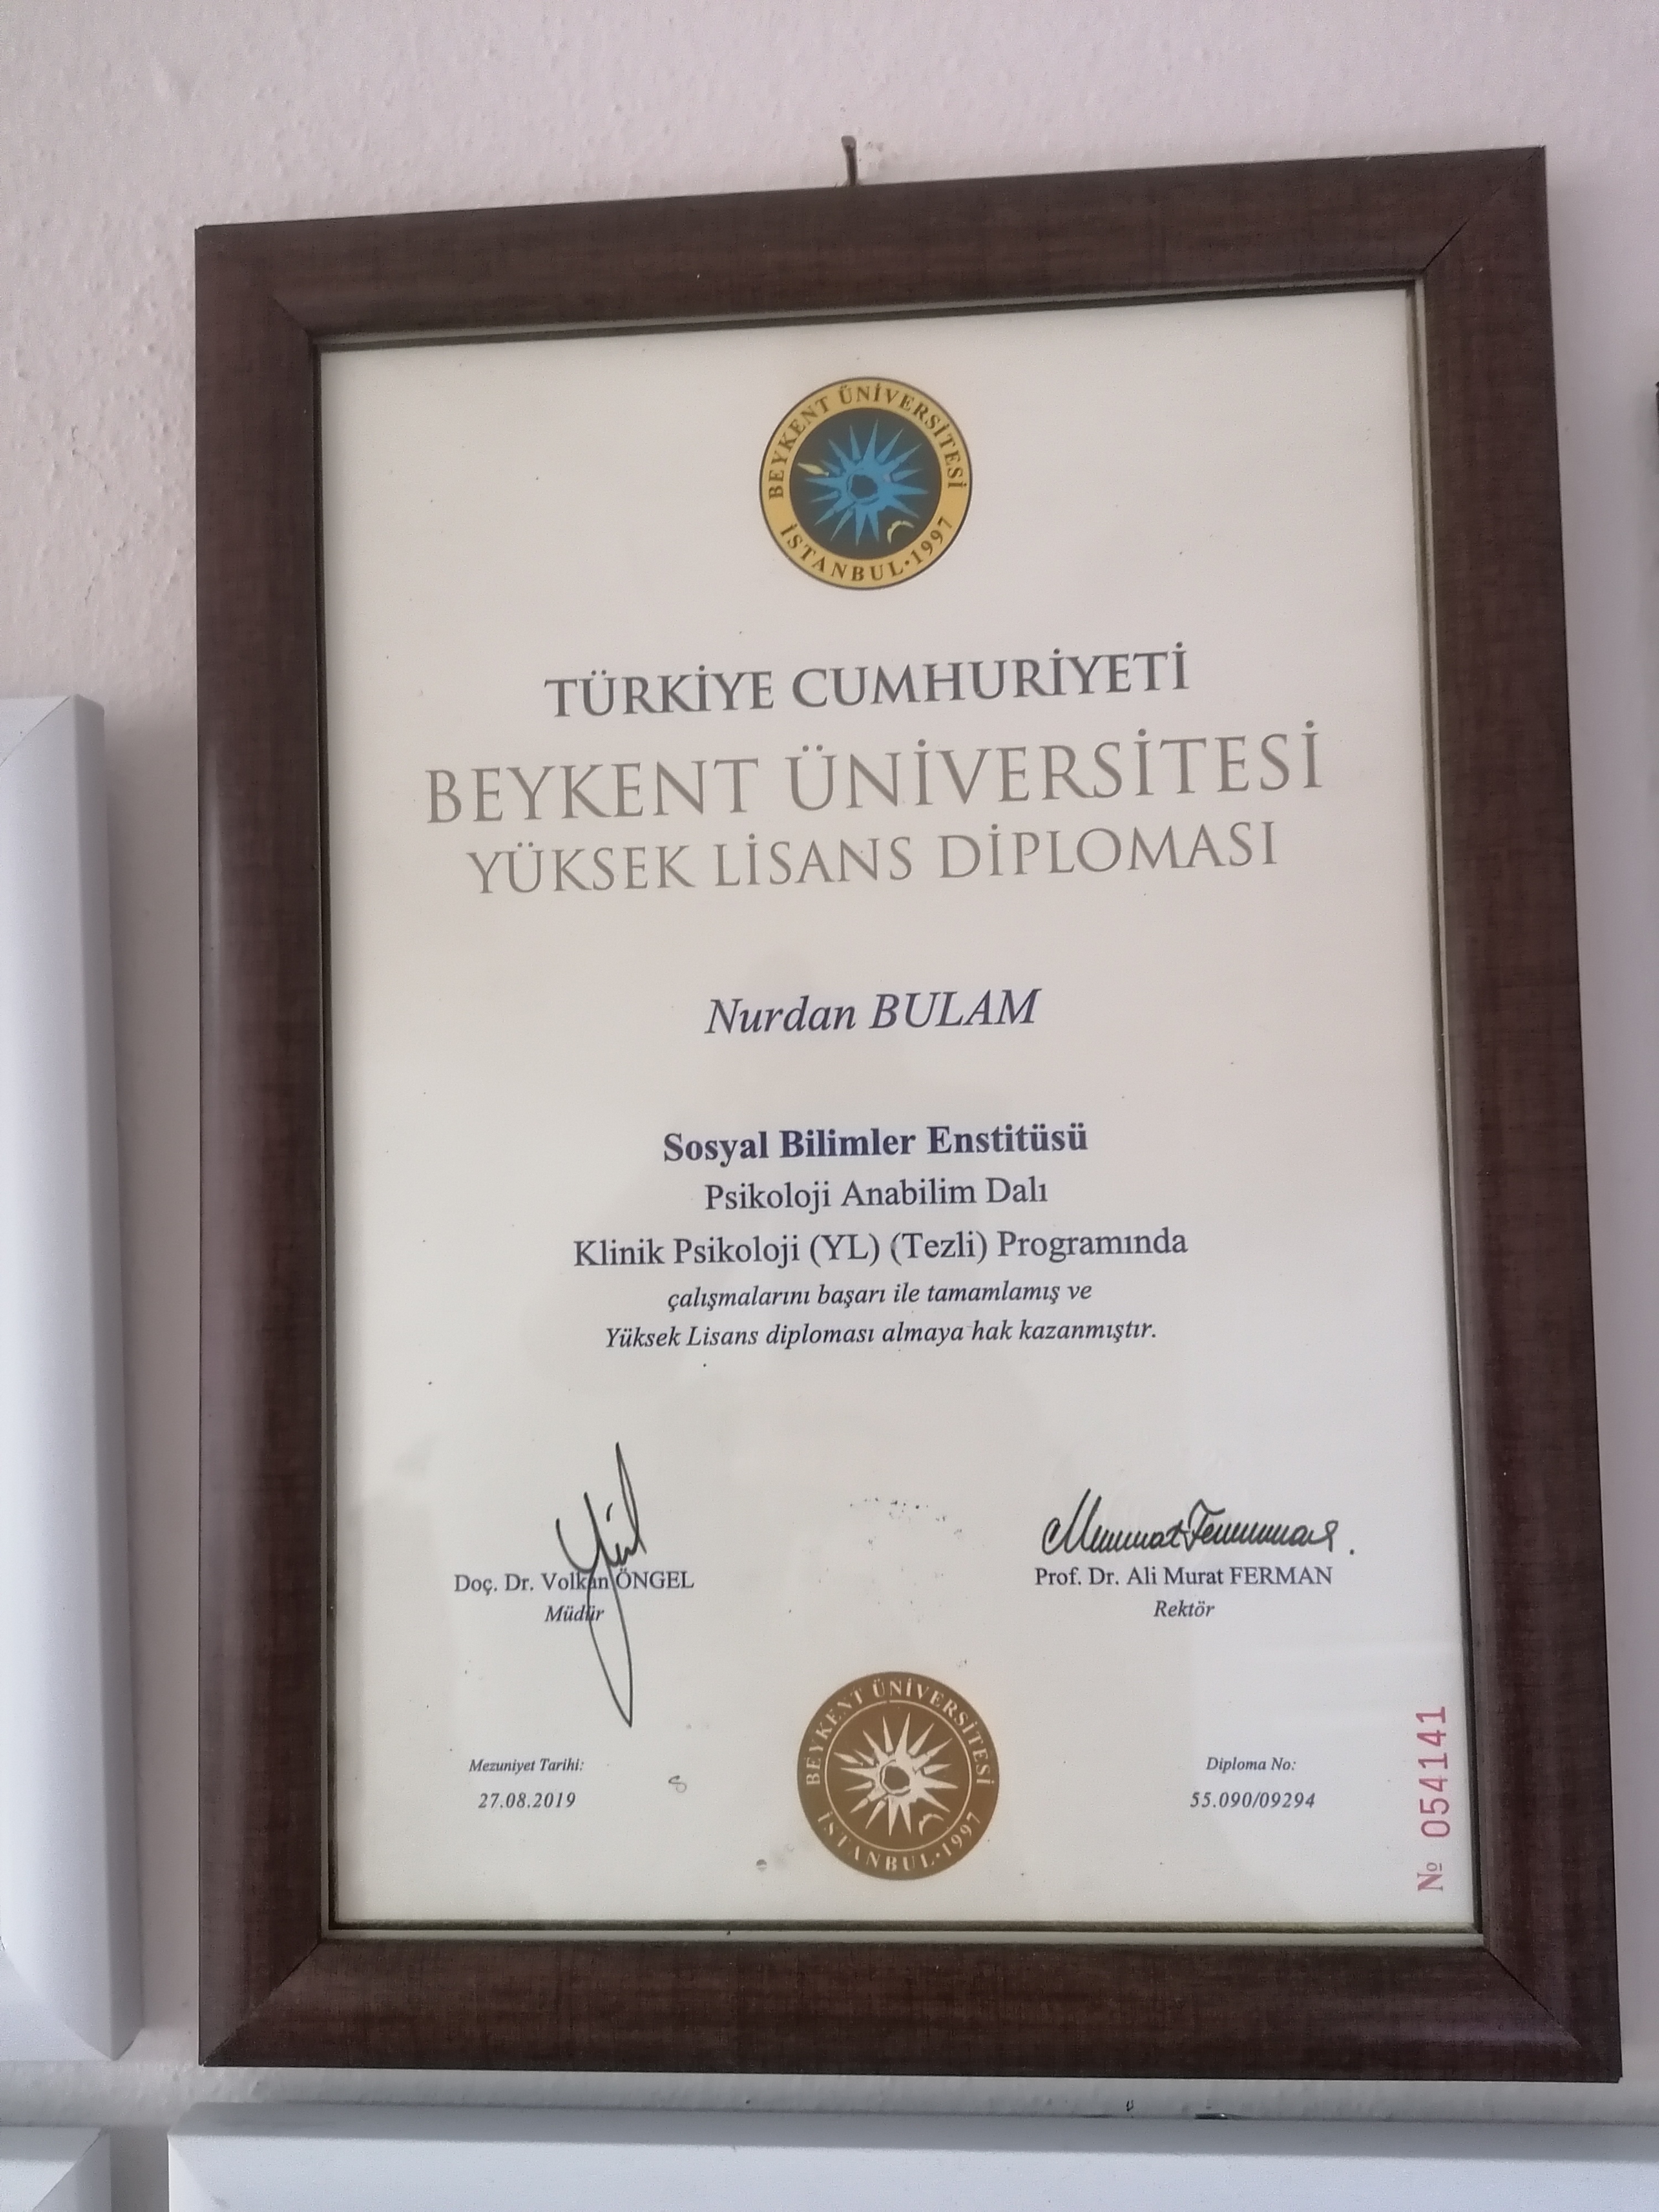 BEYKENT ÜNİVERSİTESİ
İSTANBUL·1997
TÜRKİYE CUMHURİYETİ
BEYKENT ÜNİVERSİTESİ
YÜKSEK LİSANS DİPLOMASI
Nurdan BULAM
Sosyal Bilimler Enstitüsü
Psikoloji Anabilim Dalı
Klinik Psikoloji (YL) (Tezli) Programında
çalışmalarını başarı ile tamamlamış ve
Yüksek Lisans diploması almaya hak kazanmıştır.
Doç. Dr. Volkan ÖNGEL
Müdür
Prof. Dr. Ali Murat FERMAN
Rektör
BEYKENT ÜNİVERSİTESİ
İSTANBUL·1997
Mezuniyet Tarihi:
27.08.2019
Diploma No:
55.090/09294
№ 054141